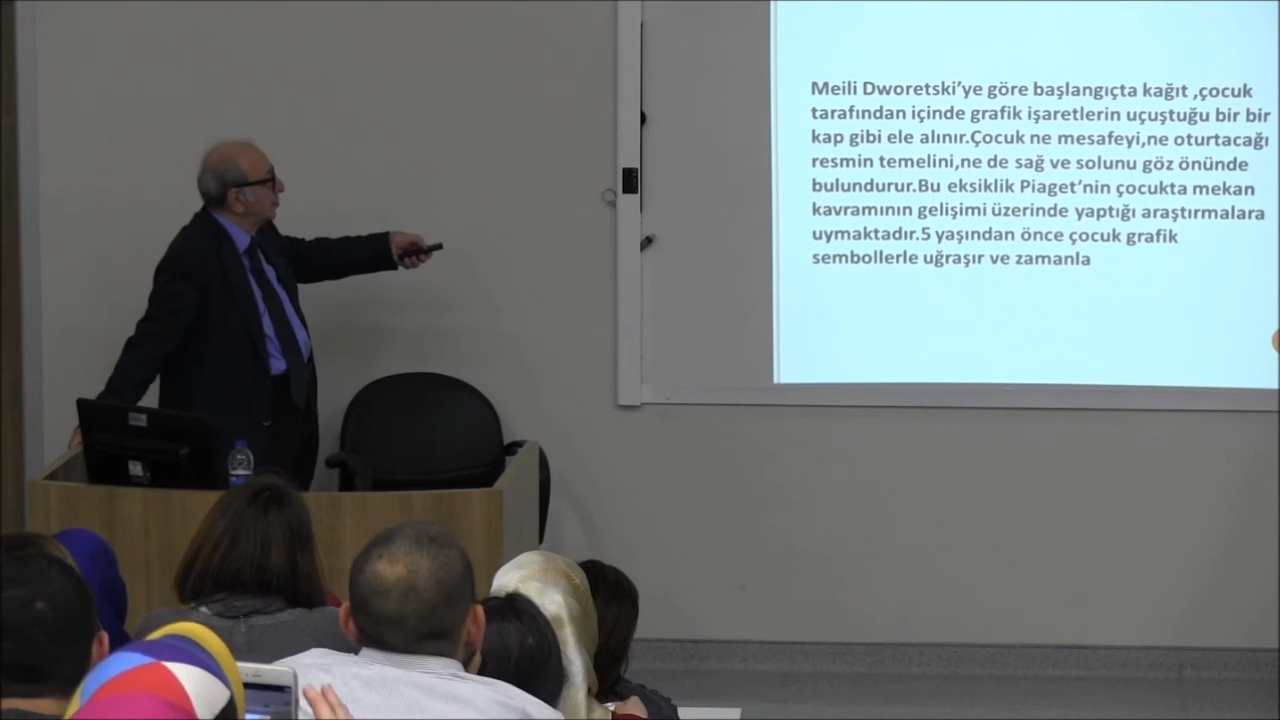 Meili Dworetski’ye göre başlangıçta kağıt ,çocuk
tarafından içinde grafik işaretlerin uçuştuğu bir bir
kap gibi ele alınır.Çocuk ne mesafeyi,ne oturtacağı
resmin temelini,ne de sağ ve solunu göz önünde
bulundurur.Bu eksiklik Piaget’nin çocukta mekan
kavramının gelişimi üzerinde yaptığı araştırmalara
uymaktadır.5 yaşından önce çocuk grafik
sembollerle uğraşır ve zamanla